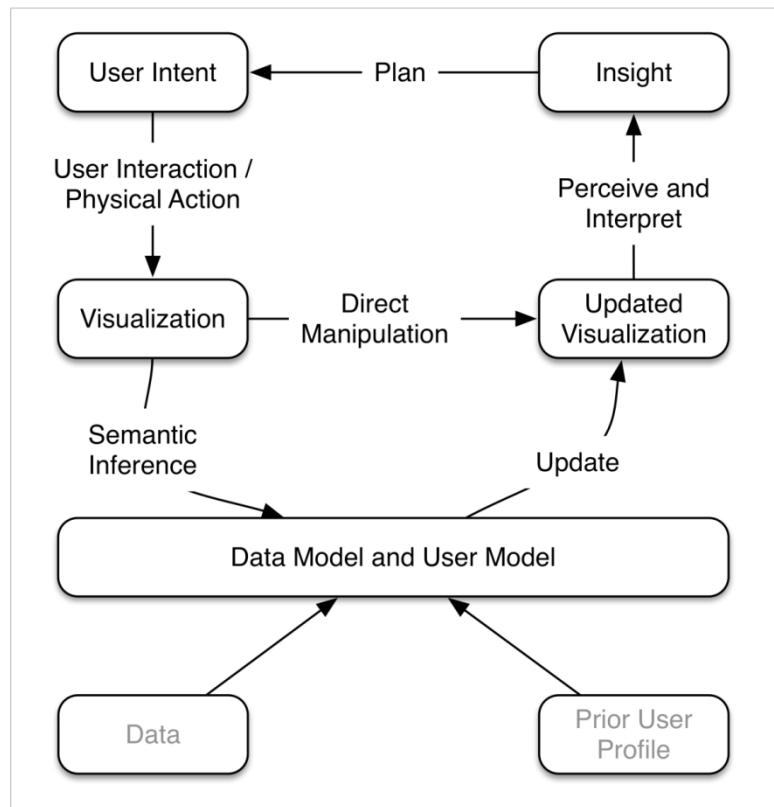 User Intent
Plan
Insight
User Interaction /
Physical Action
Perceive and
Interpret
Visualization
Direct
Manipulation
Updated
Visualization
Semantic
Inference
Update
Data Model and User Model
Data
Prior User
Profile